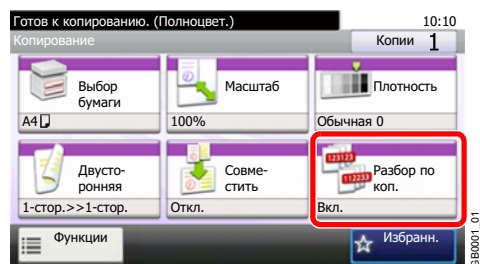 Готов к копированию. (Полноцвет.)
10:10
Копирование
Копии 1
Выбор
бумаги
A4
Масштаб
100%
Плотность
Обычная 0
Двусто-
ронняя
1-стор.>>1-стор.
Совме-
стить
Откл.
123123
112233
Разбор по
коп.
Вкл.
Функции
Избранн.
GB0001_01